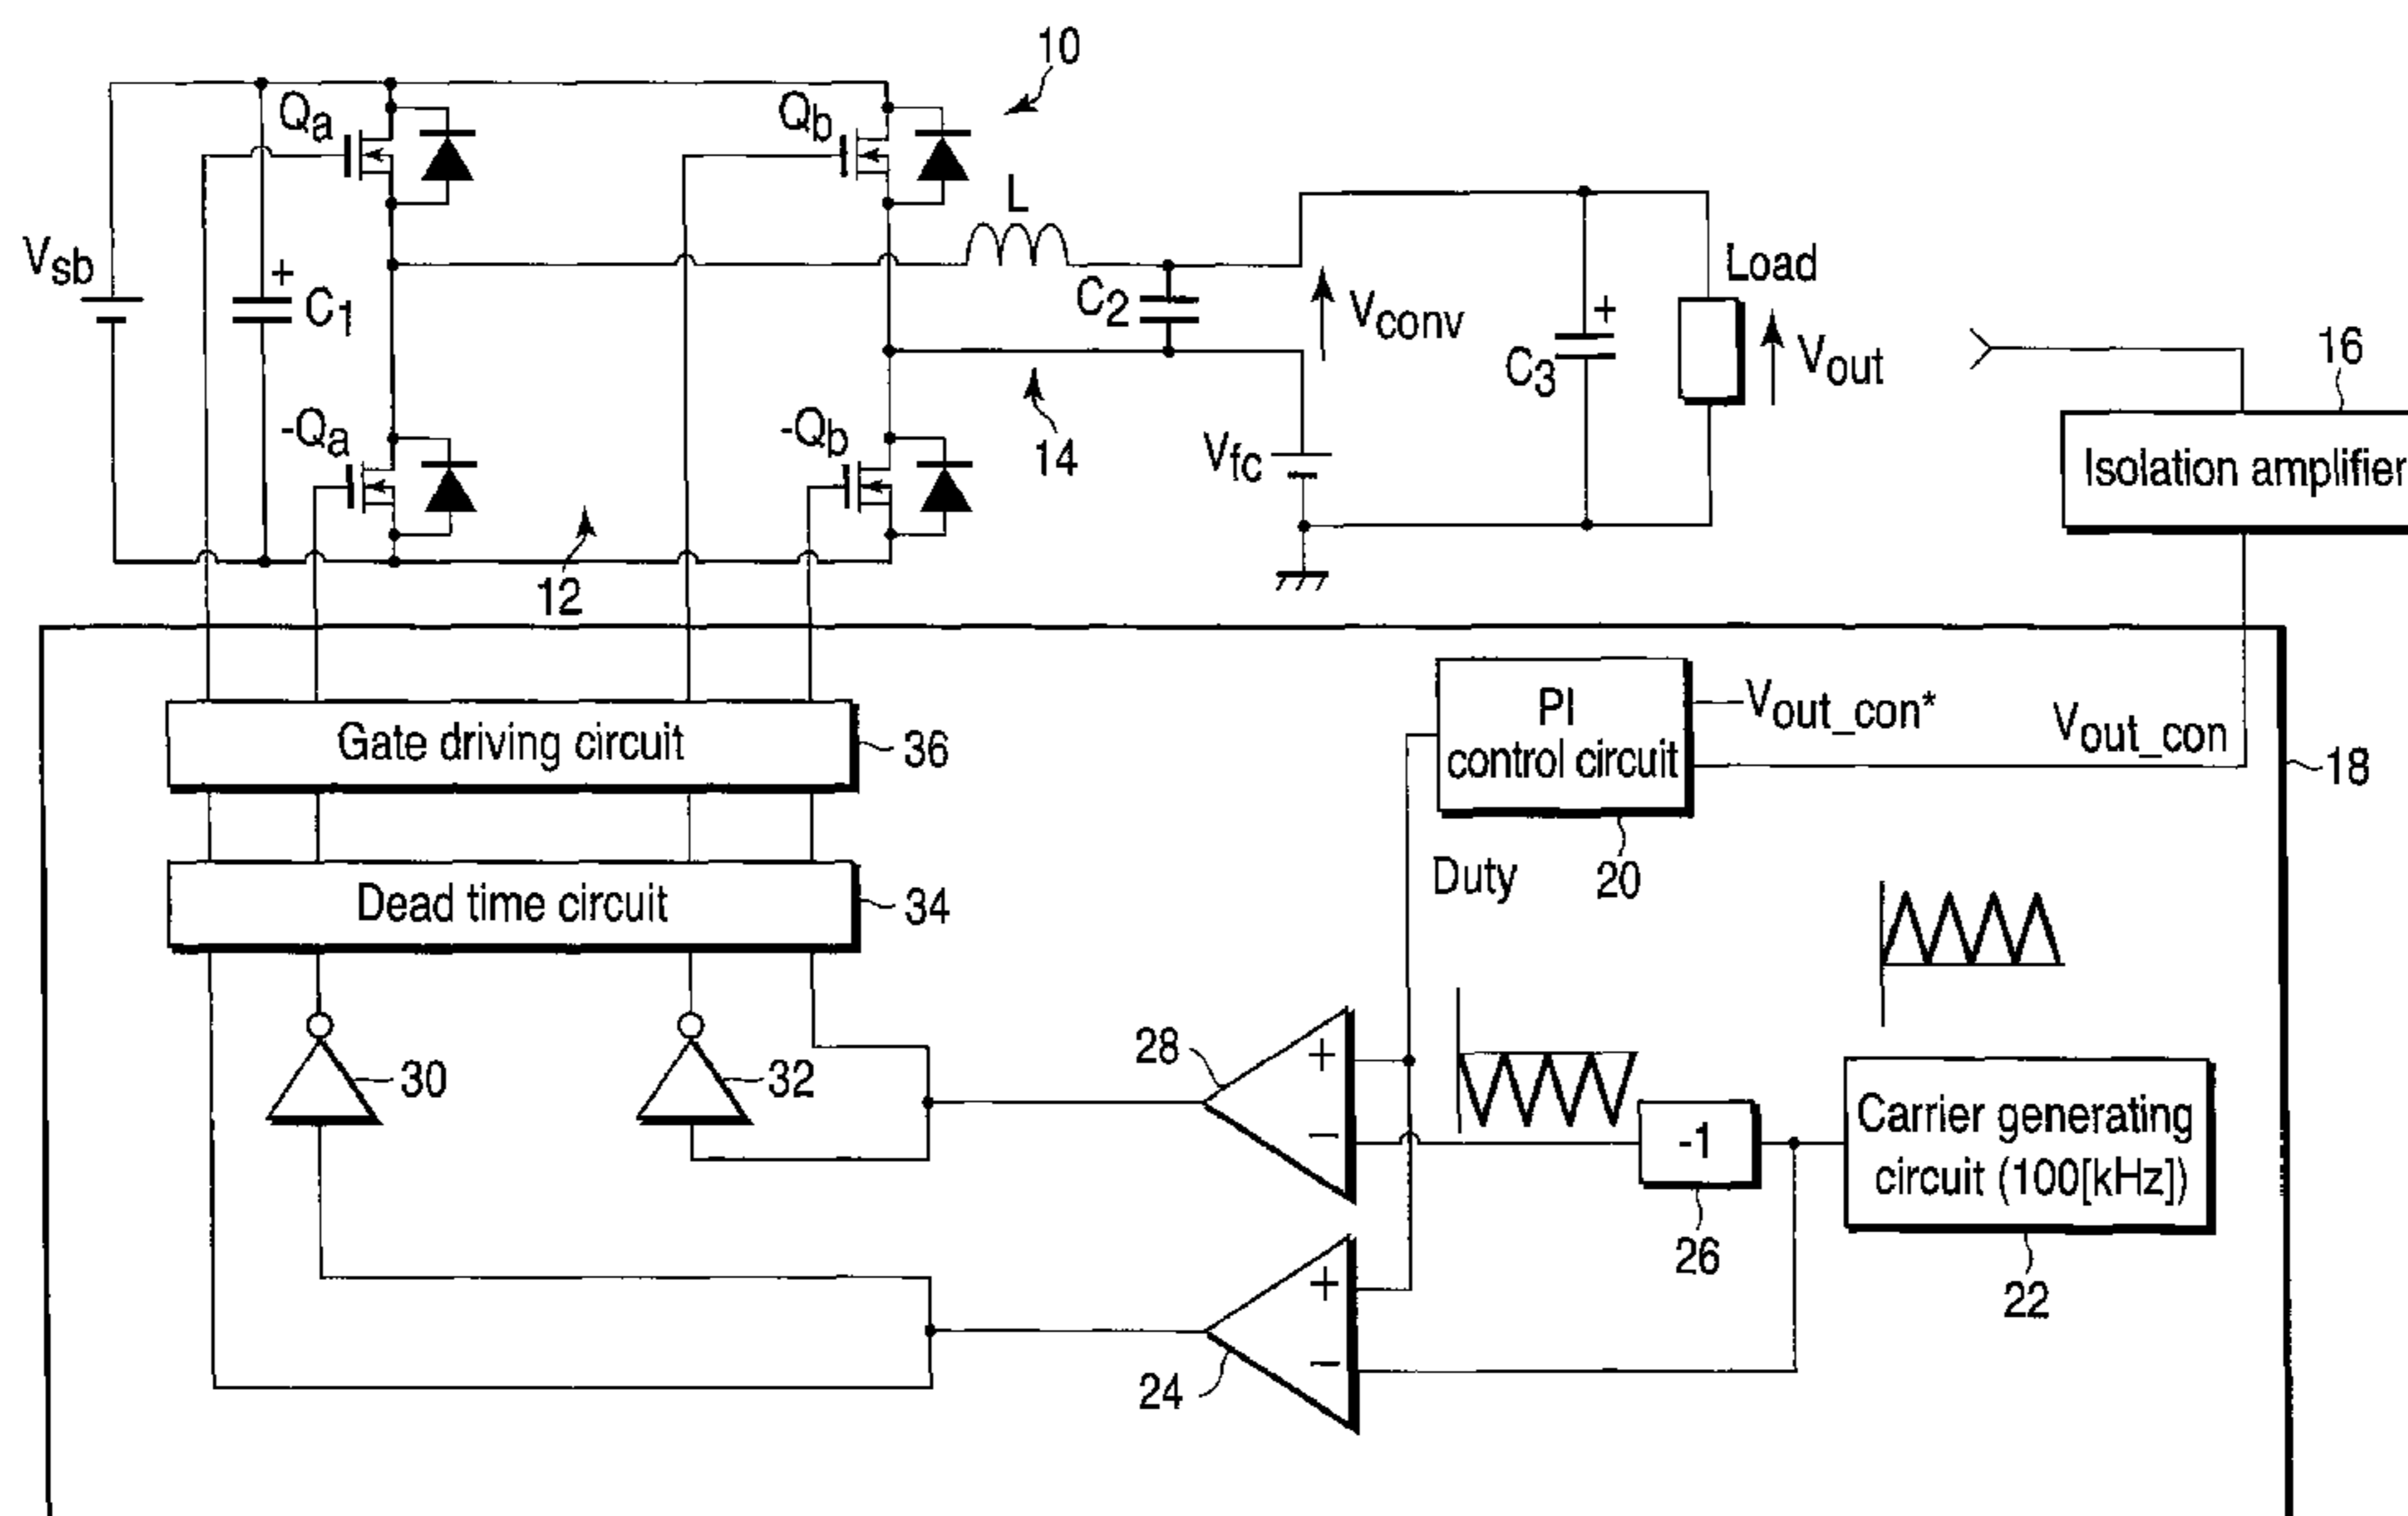 10
Qa
Qb
L
Vsb
+
C1
C2
Vconv
+
C3
Load
Vout
16
Isolation amplifier
-Qa
-Qb
14
Vfc
12
PI
control circuit
Vout_con*
Vout_con
18
Gate driving circuit
36
20
Duty
Dead time circuit
34
28
+
−
30
32
-1
26
Carrier generating
circuit (100[kHz])
22
+
−
24